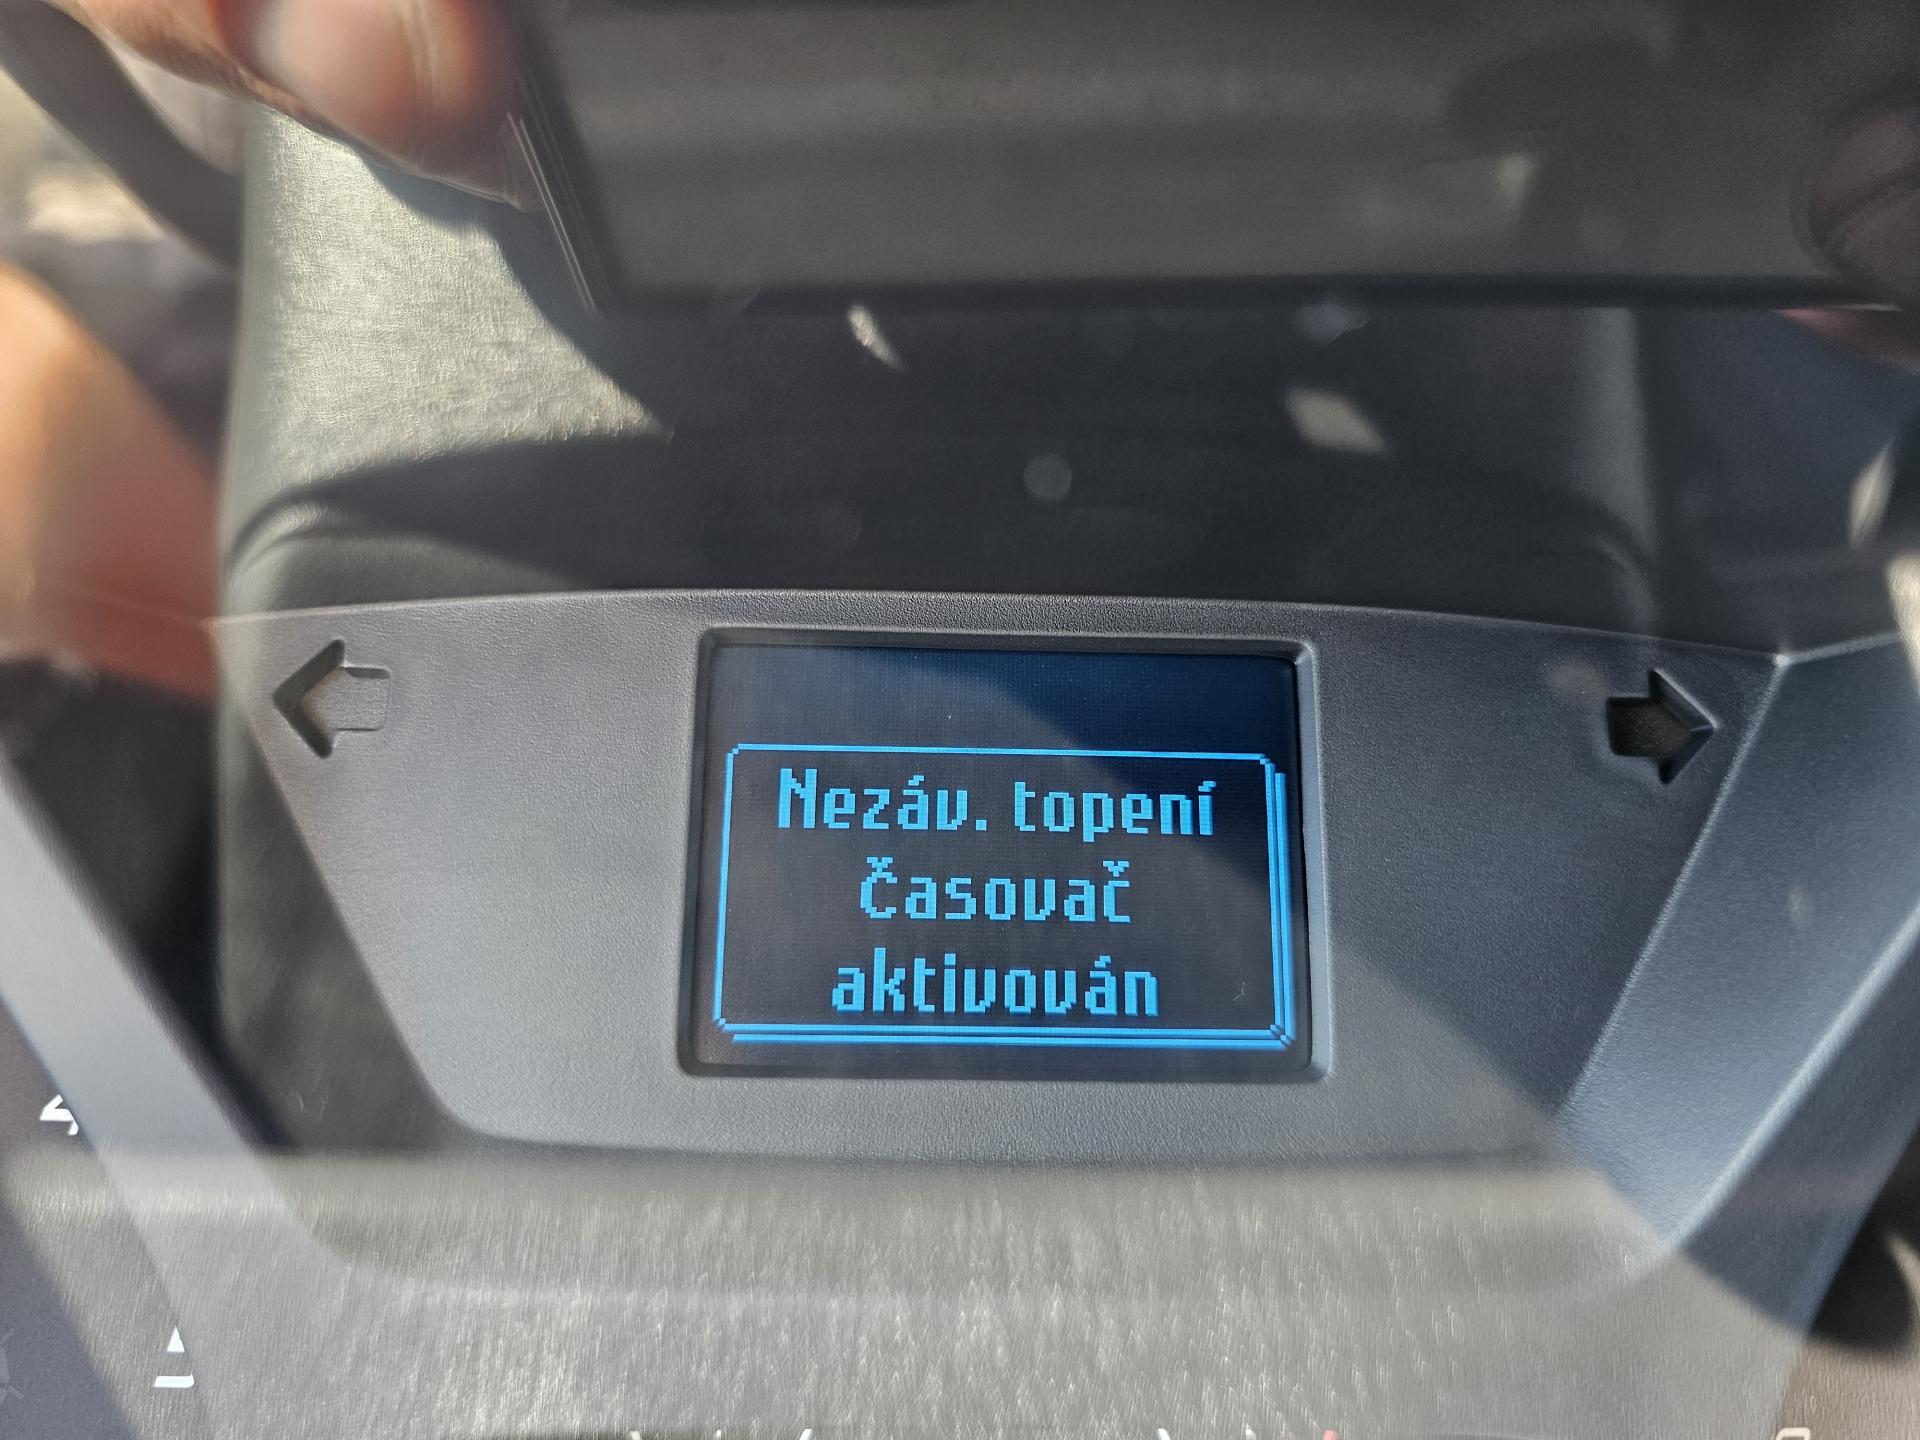 Nezáv. topení
Časovač
aktivován